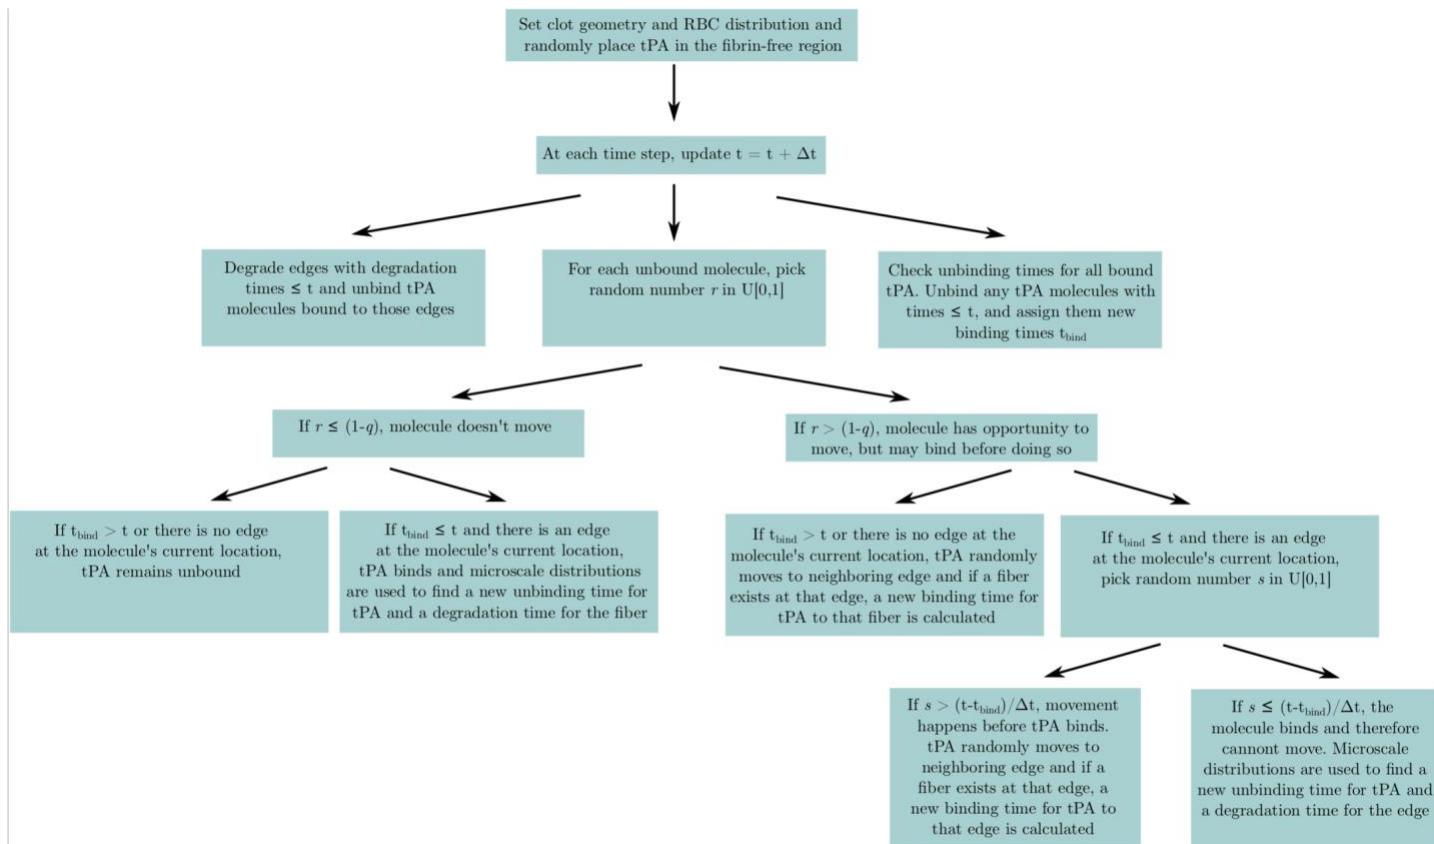 Set clot geometry and RBC distribution and
randomly place tPA in the fibrin-free region
At each time step, update t = t + Δt
Degrade edges with degradation
times ≤ t and unbind tPA
molecules bound to those edges
For each unbound molecule, pick
random number r in U[0,1]
Check unbinding times for all bound
tPA. Unbind any tPA molecules with
times ≤ t, and assign them new
binding times t_bind
If r ≤ (1-q), molecule doesn't move
If r > (1-q), molecule has opportunity to
move, but may bind before doing so
If t_bind > t or there is no edge
at the molecule's current location,
tPA remains unbound
If t_bind ≤ t and there is an edge
at the molecule's current location,
tPA binds and microscale distributions
are used to find a new unbinding time for
tPA and a degradation time for the fiber
If t_bind > t or there is no edge at the
molecule's current location, tPA randomly
moves to neighboring edge and if a fiber
exists at that edge, a new binding time for
tPA to that fiber is calculated
If t_bind ≤ t and there is an edge
at the molecule's current location,
pick random number s in U[0,1]
If s > (t-t_bind)/Δt, movement
happens before tPA binds.
tPA randomly moves to
neighboring edge and if a
fiber exists at that edge, a
new binding time for tPA to
that edge is calculated
If s ≤ (t-t_bind)/Δt, the
molecule binds and therefore
cannont move. Microscale
distributions are used to find a
new unbinding time for tPA and
a degradation time for the edge